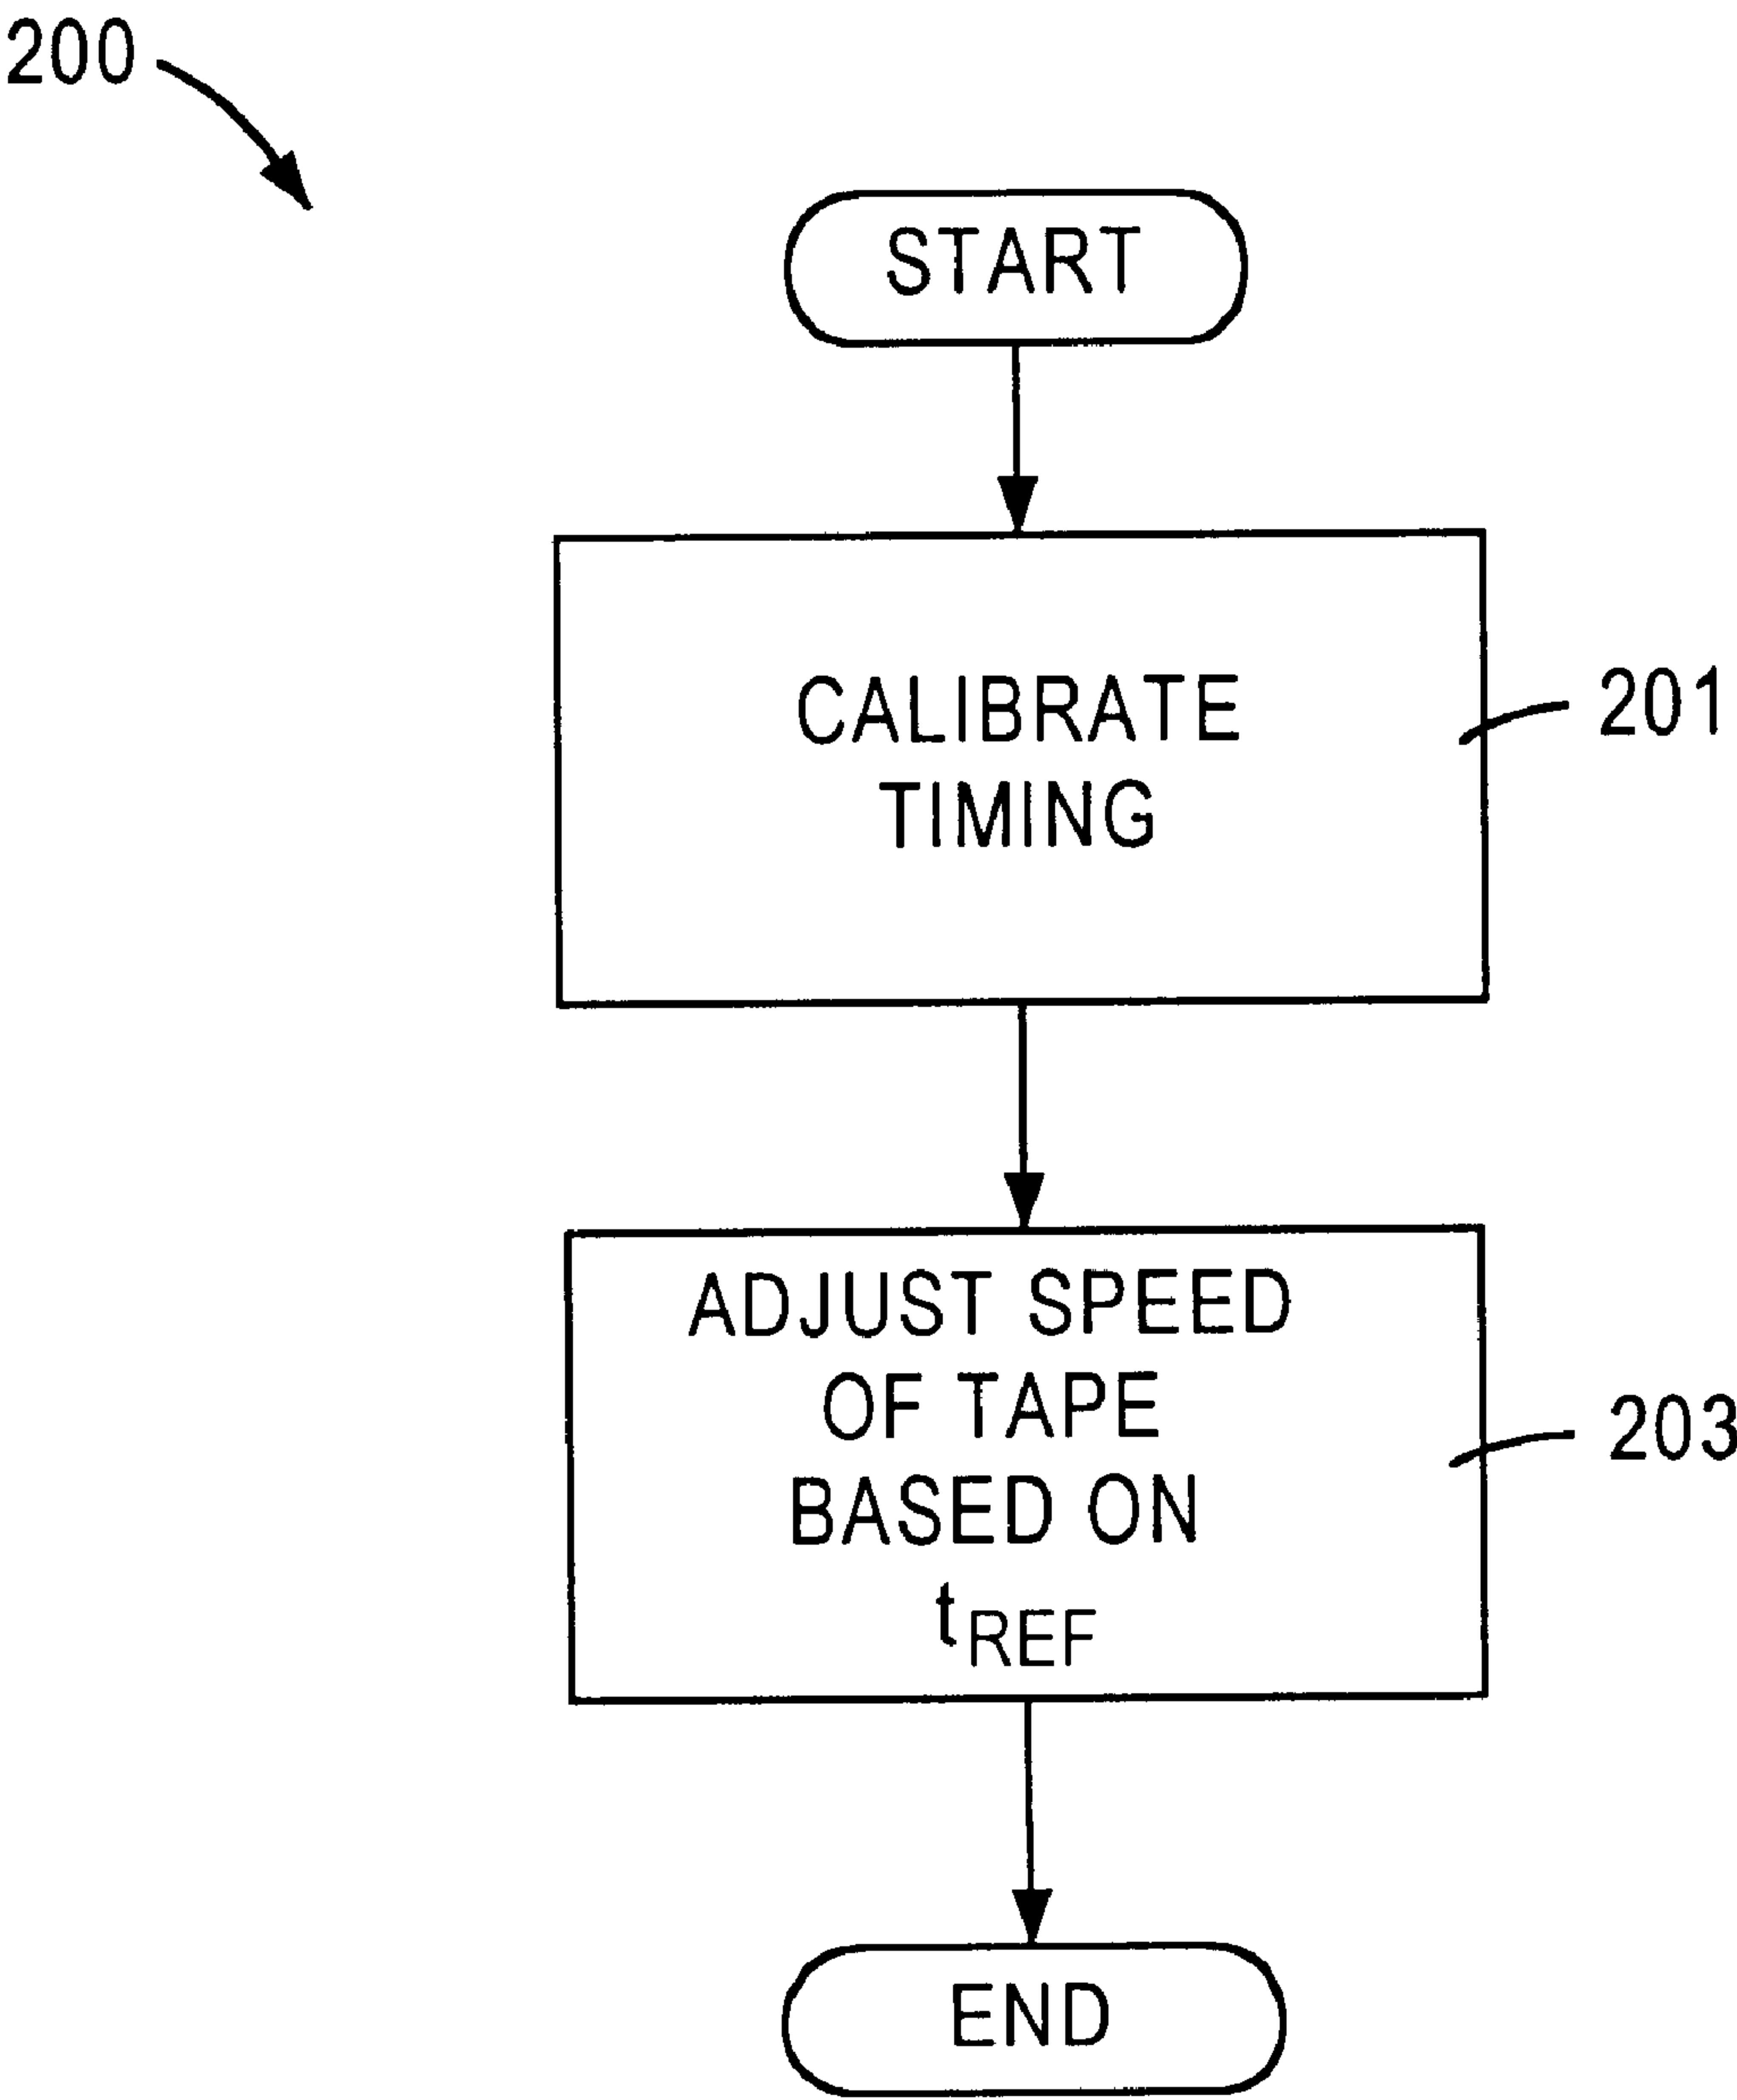 200
START
CALIBRATE
TIMING
201
ADJUST SPEED
OF TAPE
BASED ON
tREF
203
END